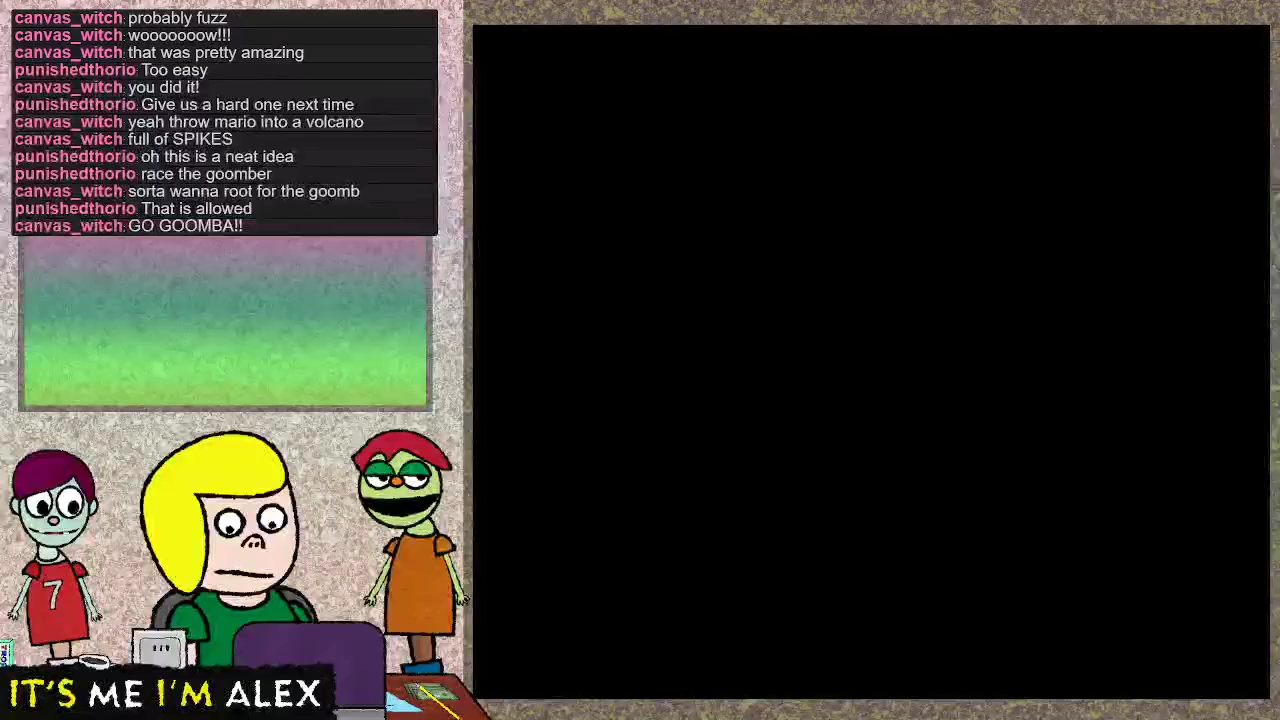 canvas_witch: probably fuzz
canvas_witch: wooooooow!!!
canvas_witch: that was pretty amazing
punishedthorio: Too easy
canvas_witch: you did it!
punishedthorio: Give us a hard one next time
canvas_witch: yeah throw mario into a volcano
canvas_witch: full of SPIKES
punishedthorio: oh this is a neat idea
punishedthorio: race the goomber
canvas_witch: sorta wanna root for the goomb
punishedthorio: That is allowed
canvas_witch: GO GOOMBA!!
7
IT'S ME I'M ALEX